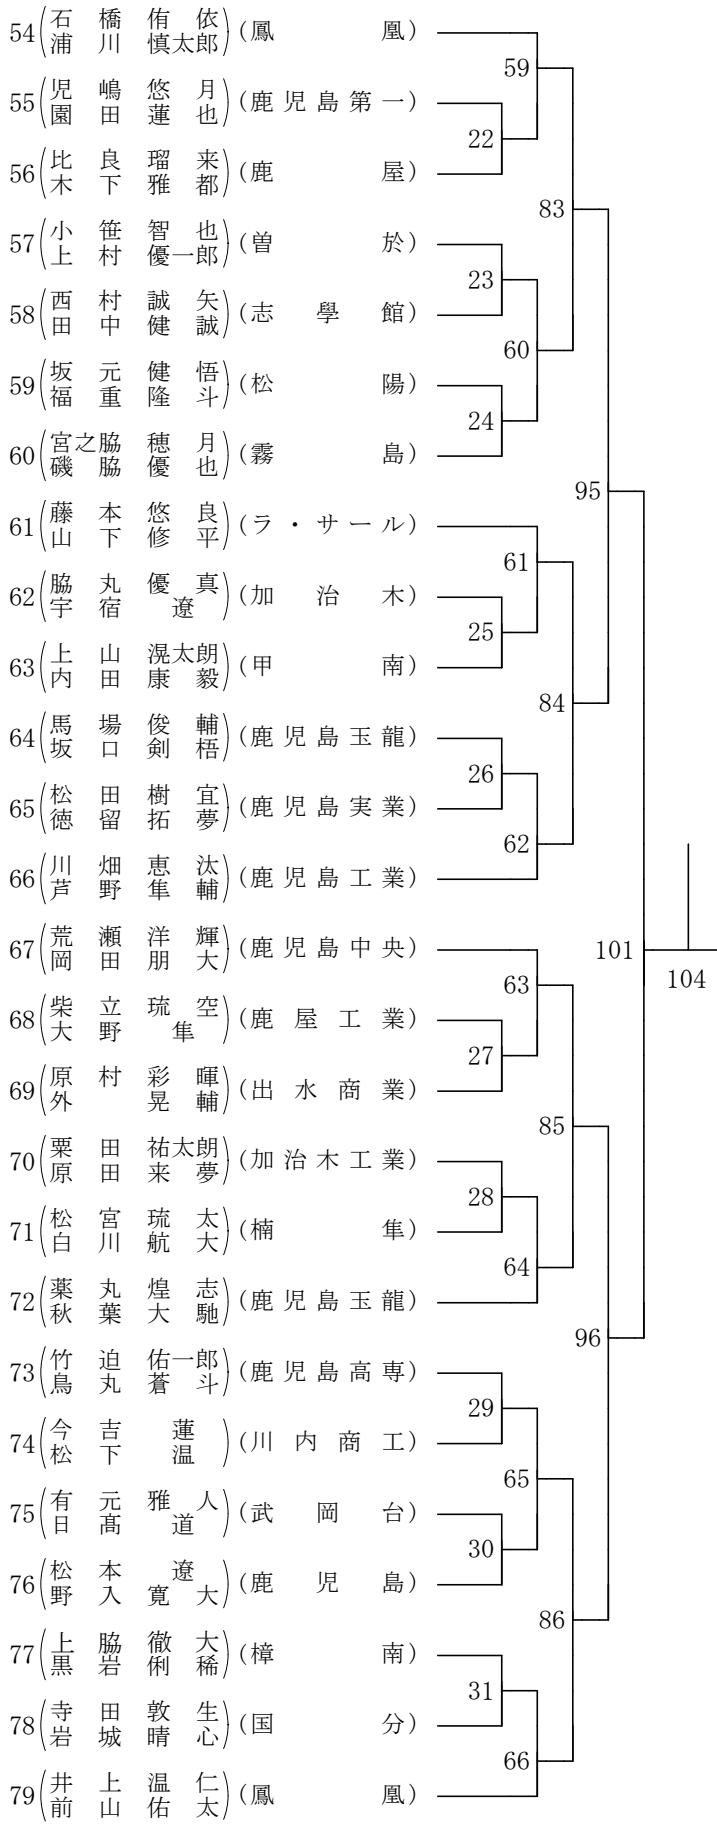 54 (石橋侑依 浦川慎太郎) (鳳凰)
59
55 (児嶋悠月 園田蓮也) (鹿児島第一)
22
56 (比良瑠来 木下雅都) (鹿屋)
83
57 (小笹智也 上村優一郎) (曽於)
23
58 (西村誠矢 田中健誠) (志學館)
60
59 (坂元健悟 福重隆斗) (松陽)
24
60 (宮之脇穂月 磯脇優也) (霧島)
95
61 (藤本悠良 山下修平) (ラ・サール)
61
62 (脇丸優真 宇宿遼) (加治木)
25
63 (上山滉太朗 内田康毅) (甲南)
84
64 (馬場俊輔 坂口剣梧) (鹿児島玉龍)
26
65 (松田樹宜 徳留拓夢) (鹿児島実業)
62
66 (川畑恵汰 芦野隼輔) (鹿児島工業)
67 (荒瀬洋輝 岡田朋大) (鹿児島中央)
101
104
63
68 (柴立琉空 大野隼) (鹿屋工業)
27
69 (原村彩暉 外晃輔) (出水商業)
85
70 (栗田祐太朗 原田来夢) (加治木工業)
28
71 (松宮琉太 白川航大) (楠隼)
64
72 (薬丸煌志 秋葉大馳) (鹿児島玉龍)
96
73 (竹迫佑一郎 鳥丸蒼斗) (鹿児島高専)
29
74 (今吉蓮 松下温) (川内商工)
65
75 (有元雅人 日髙道) (武岡台)
30
76 (松本遼 野入寛大) (鹿児島)
86
77 (上脇徹大 黒岩俐稀) (樟南)
31
78 (寺田敦生 岩城晴心) (国分)
66
79 (井上温仁 前山佑太) (鳳凰)